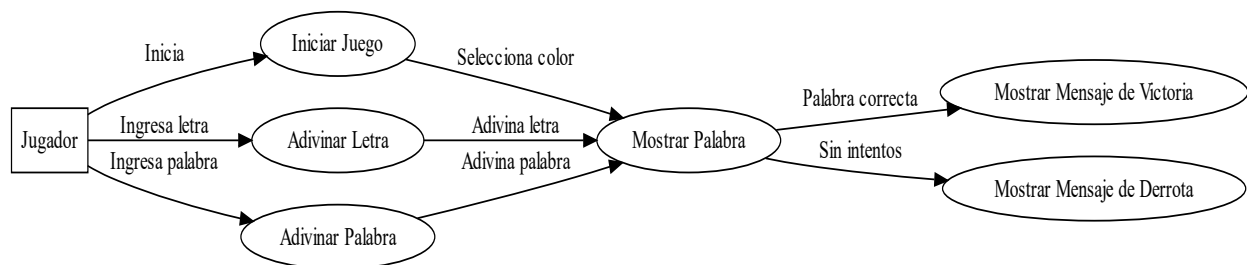 Jugador
Inicia
Ingresa letra
Ingresa palabra
Iniciar Juego
Adivinar Letra
Adivinar Palabra
Selecciona color
Adivina letra
Adivina palabra
Mostrar Palabra
Palabra correcta
Sin intentos
Mostrar Mensaje de Victoria
Mostrar Mensaje de Derrota